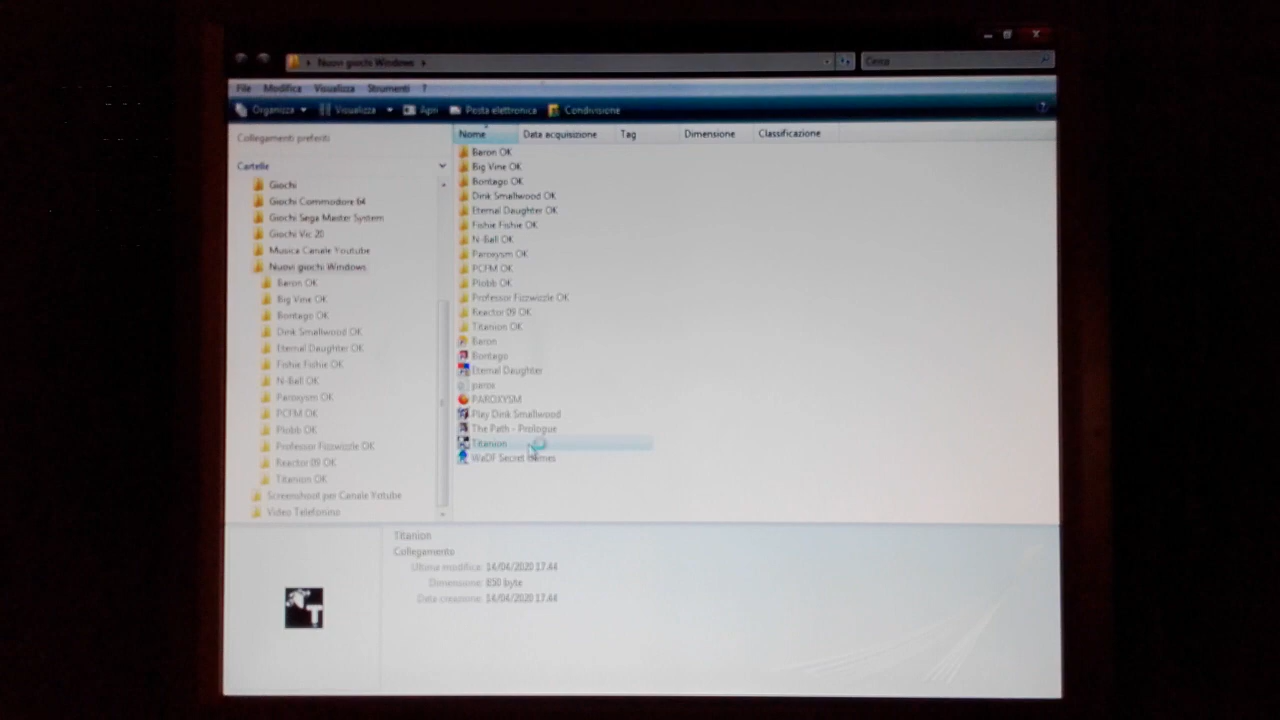 Nuovi giochi Windows
Cerca
File Modifica Visualizza Strumenti ?
Organizza Visualizza Apri Posta elettronica Condivisione ?
Collegamenti preferiti
Cartelle
Giochi
Giochi Commodore 64
Giochi Sega Master System
Giochi Vic 20
Musica Canale Youtube
Nuovi giochi Windows
Baron OK
Big Vine OK
Bontago OK
Dink Smallwood OK
Eternal Daughter OK
Fishie Fishie OK
N-Ball OK
Paroxysm OK
PCFM OK
Plobb OK
Professor Fizzwizzle OK
Reactor 09 OK
Titanion OK
Screenshoot per Canale Yotube
Video Telefonino
Nome Data acquisizione Tag Dimensione Classificazione
Baron OK
Big Vine OK
Bontago OK
Dink Smallwood OK
Eternal Daughter OK
Fishie Fishie OK
N-Ball OK
Paroxysm OK
PCFM OK
Plobb OK
Professor Fizzwizzle OK
Reactor 09 OK
Titanion OK
Baron
Bontago
Eternal Daughter
parox
PAROXYSM
Play Dink Smallwood
The Path - Prologue
Titanion
WaDF Secret Games
Titanion
Collegamento
Ultima modifica: 14/04/2020 17.44
Dimensione: 850 byte
Data creazione: 14/04/2020 17.44
T